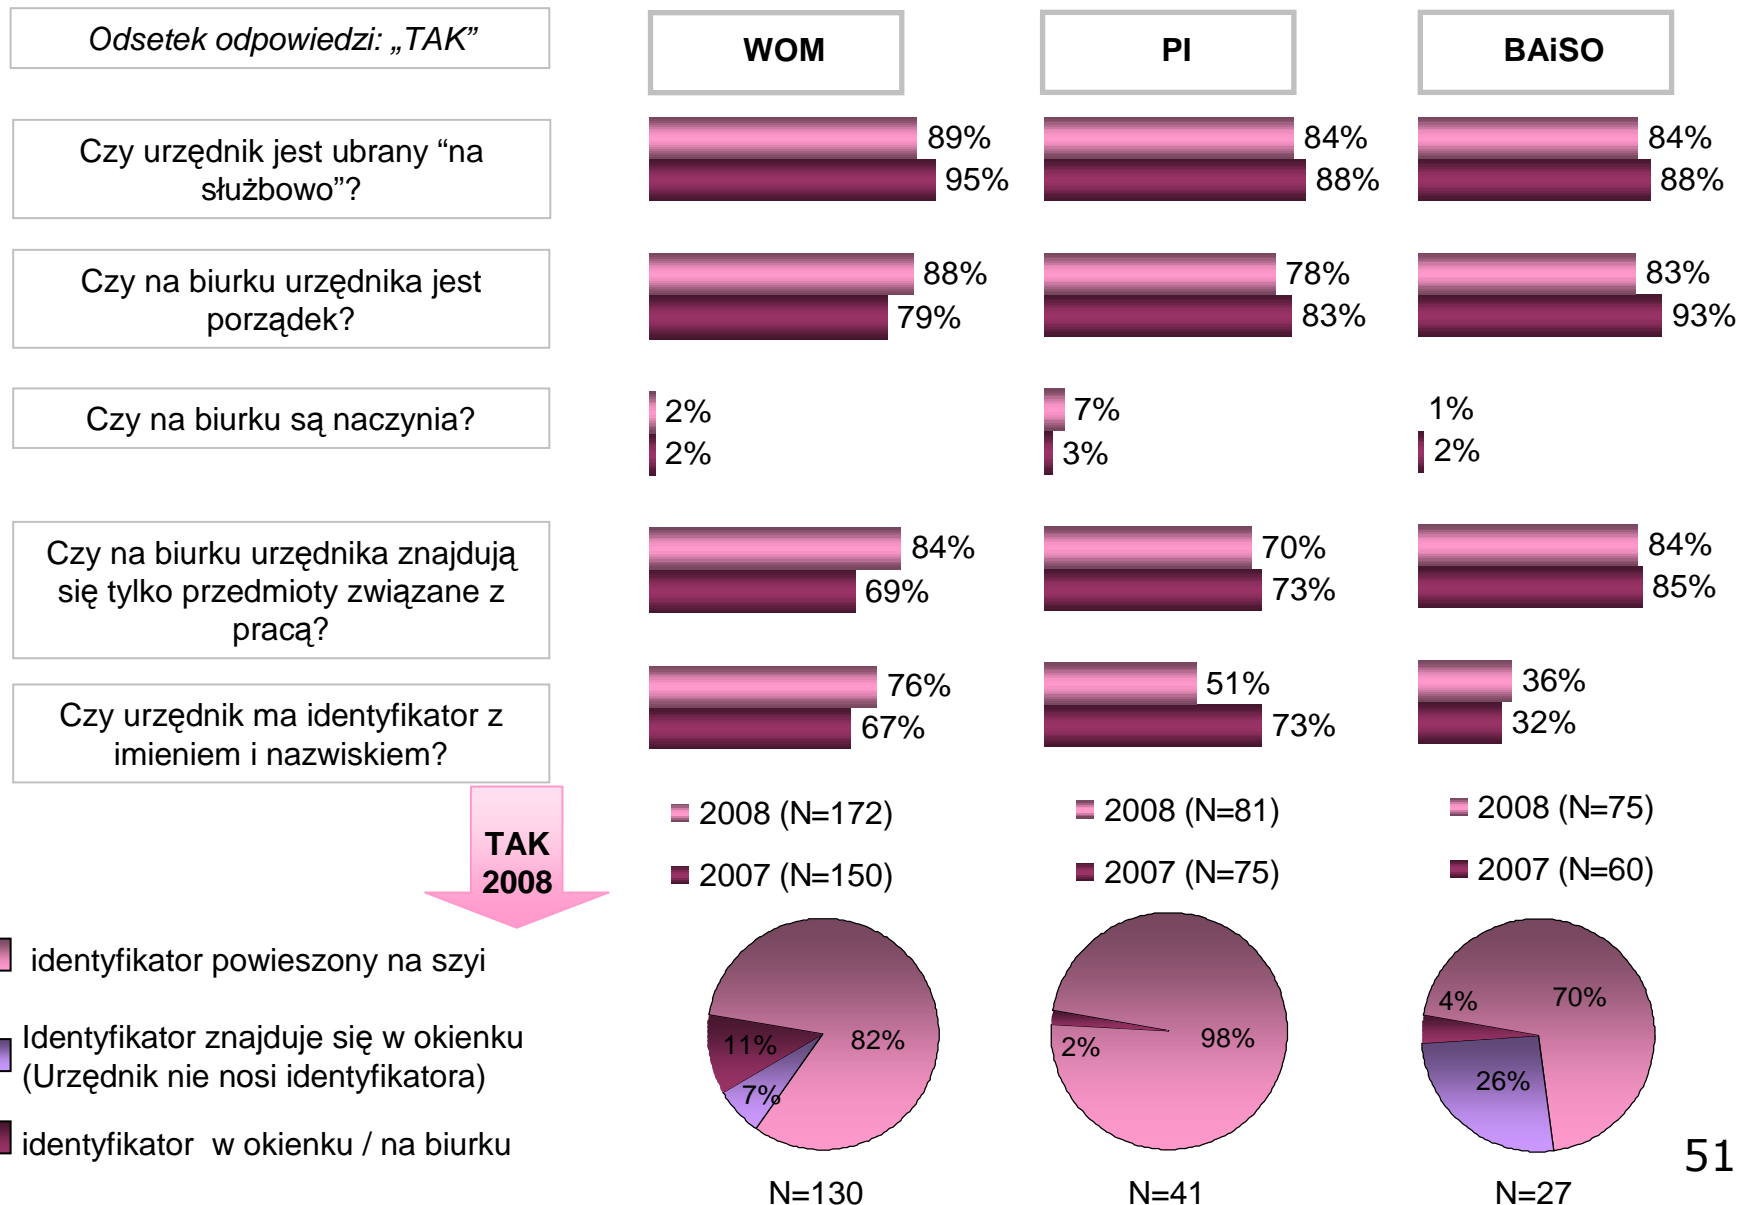 Odsetek odpowiedzi: „TAK”
WOM
PI
BAiSO
Czy urzędnik jest ubrany “na
służbowo”?
89%
95%
84%
88%
84%
88%
Czy na biurku urzędnika jest
porządek?
88%
79%
78%
83%
83%
93%
Czy na biurku są naczynia?
2%
2%
7%
3%
1%
2%
Czy na biurku urzędnika znajdują
się tylko przedmioty związane z
pracą?
84%
69%
70%
73%
84%
85%
Czy urzędnik ma identyfikator z
imieniem i nazwiskiem?
76%
67%
51%
73%
36%
32%
TAK
2008
2008 (N=172)
2007 (N=150)
2008 (N=81)
2007 (N=75)
2008 (N=75)
2007 (N=60)
identyfikator powieszony na szyi
Identyfikator znajduje się w okienku
(Urzędnik nie nosi identyfikatora)
identyfikator w okienku / na biurku
11%
82%
7%
N=130
2%
98%
N=41
4%
70%
26%
N=27
51